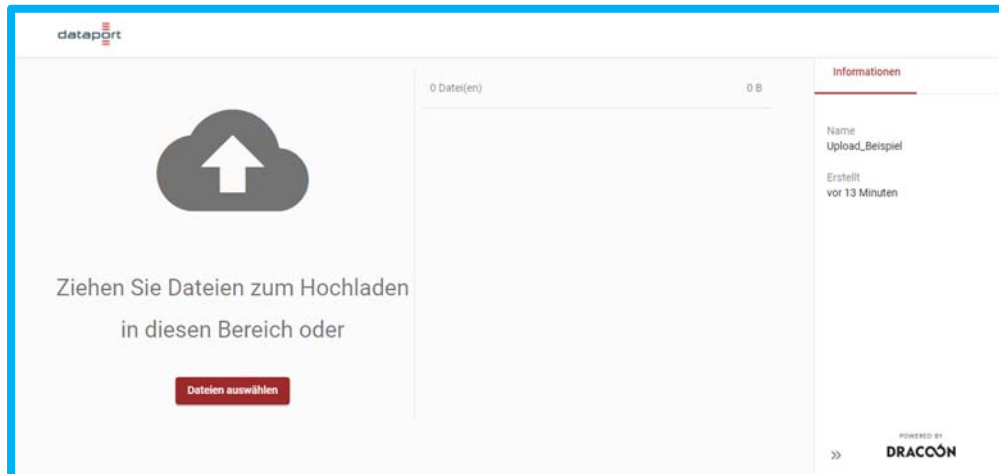 dataport
Ziehen Sie Dateien zum Hochladen
in diesen Bereich oder
Dateien auswählen
0 Datei(en) 0 B
Informationen
Name
Upload_Beispiel
Erstellt
vor 13 Minuten
POWERED BY
DRACOON